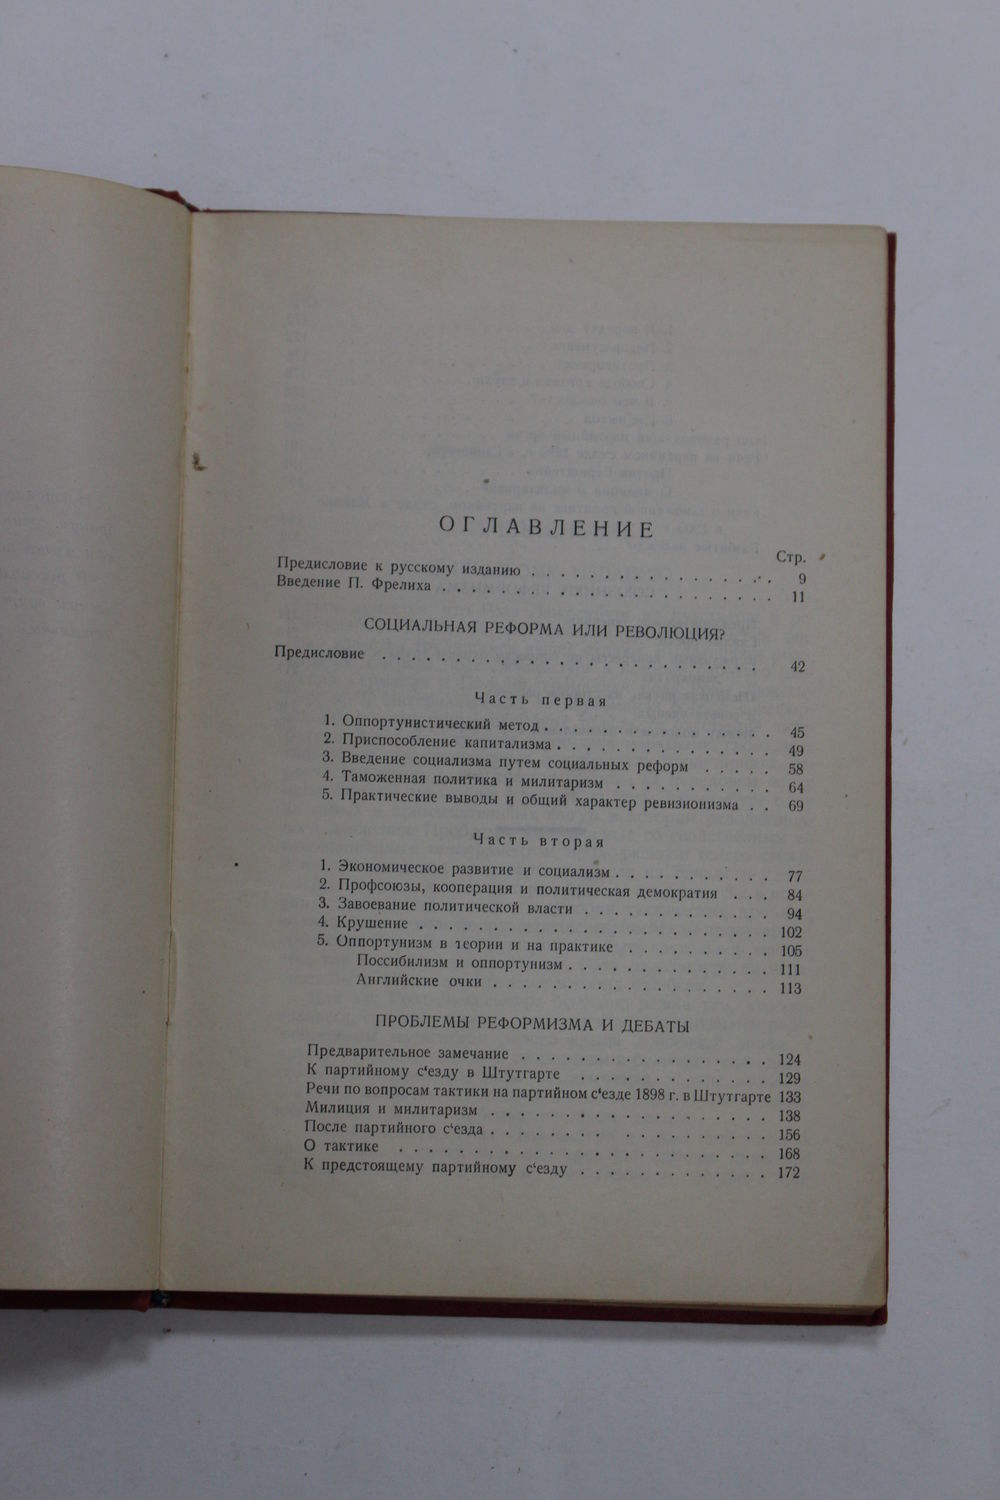 ОГЛАВЛЕНИЕ
Стр.
Предисловие к русскому изданию . . . . . . . . . . . . . . . . 9
Введение П. Фрелиха . . . . . . . . . . . . . . . . . . . . . . 11
СОЦИАЛЬНАЯ РЕФОРМА ИЛИ РЕВОЛЮЦИЯ?
Предисловие . . . . . . . . . . . . . . . . . . . . 42
Часть первая
1. Оппортунистический метод . . . . . . . . . . . . . . . . 45
2. Приспособление капитализма . . . . . . . . . . . . . . 49
3. Введение социализма путем социальных реформ . . . . . 58
4. Таможенная политика и милитаризм . . . . . . . . . 64
5. Практические выводы и общий характер ревизионизма . . 69
Часть вторая
1. Экономическое развитие и социализм . . . . . . . . . . . 77
2. Профсоюзы, кооперация и политическая демократия . . . 84
3. Завоевание политической власти . . . . . . . . . . . 94
4. Крушение . . . . . . . . . . . . . . . . . . . . 102
5. Оппортунизм в теории и на практике . . . . . . . . 105
Поссибилизм и оппортунизм . . . . . . . . . . . . 111
Английские очки . . . . . . . . . . . . . . . . 113
ПРОБЛЕМЫ РЕФОРМИЗМА И ДЕБАТЫ
Предварительное замечание . . . . . . . . . . . . . . 124
К партийному с‘езду в Штутгарте . . . . . . . . . . . 129
Речи по вопросам тактики на партийном с‘езде 1898 г. в Штутгарте 133
Милиция и милитаризм . . . . . . . . . . . . . . . 138
После партийного с‘езда . . . . . . . . . . . . . . 156
О тактике . . . . . . . . . . . . . . . . . . . . 168
К предстоящему партийному с‘езду . . . . . . . . . . 172